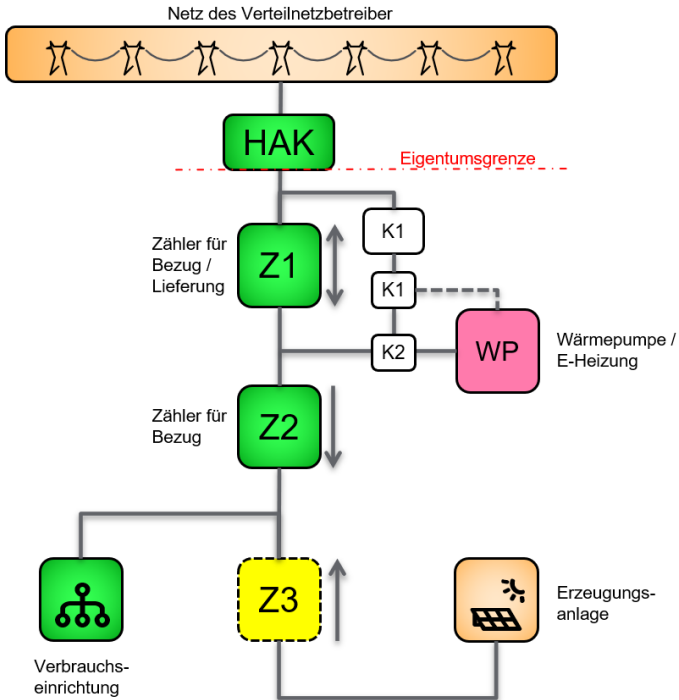 Netz des Verteilnetzbetreiber
HAK
Eigentumsgrenze
K1
Zähler für
Bezug /
Lieferung
Z1
K1
K2
WP
Wärmepumpe /
E-Heizung
Zähler für
Bezug
Z2
Z3
Erzeugungs-
anlage
Verbrauchs-
einrichtung